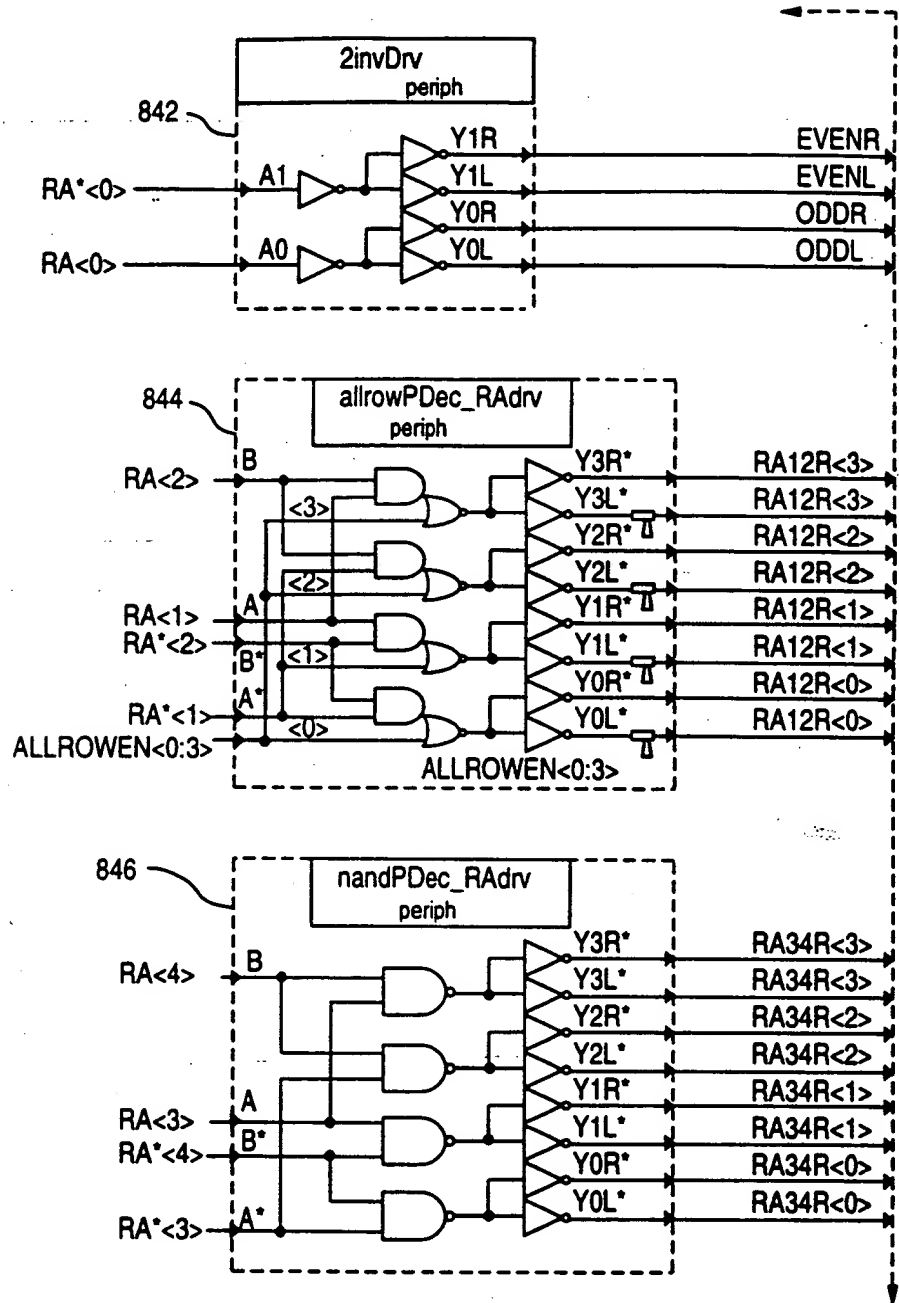 2invDrv
periph
842
Y1R EVENR
RA*<0> A1 Y1L EVENL
Y0R ODDR
RA<0> A0 Y0L ODDL
844
allrowPDec_RAdrv
periph
RA<2> B Y3R* RA12R<3>
<3> Y3L* RA12R<3>
Y2R* RA12R<2>
<2> Y2L* RA12R<2>
RA<1> A Y1R* RA12R<1>
RA*<2> B* <1> Y1L* RA12R<1>
RA*<1> A* Y0R* RA12R<0>
<0> Y0L* RA12R<0>
ALLROWEN<0:3> ALLROWEN<0:3>
846
nandPDec_RAdrv
periph
RA<4> B Y3R* RA34R<3>
Y3L* RA34R<3>
Y2R* RA34R<2>
Y2L* RA34R<2>
RA<3> A Y1R* RA34R<1>
RA*<4> B* Y1L* RA34R<1>
Y0R* RA34R<0>
RA*<3> A* Y0L* RA34R<0>